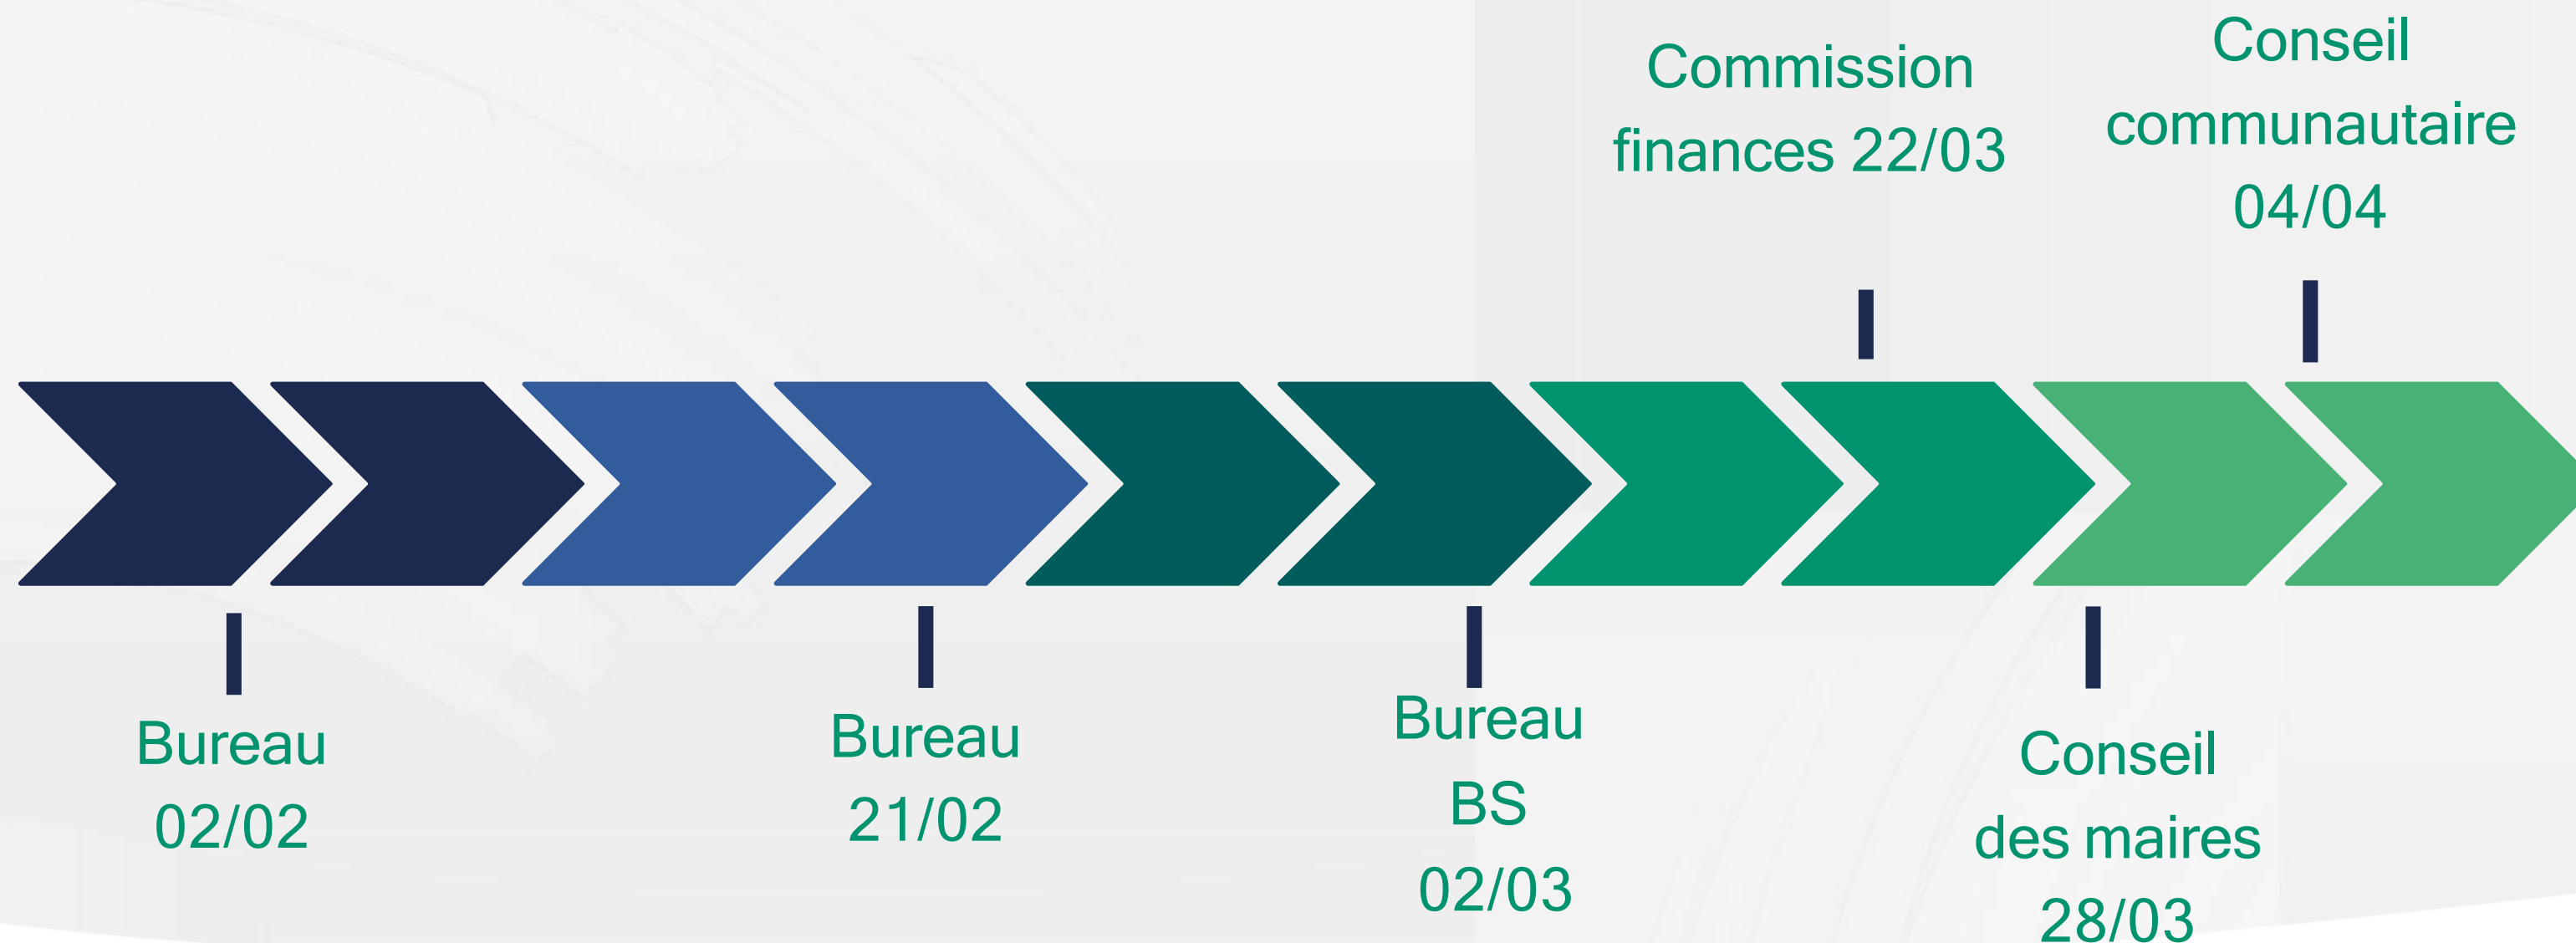 Commission
finances 22/03
Conseil
communautaire
04/04
Bureau
02/02
Bureau
21/02
Bureau
BS
02/03
Conseil
des maires
28/03